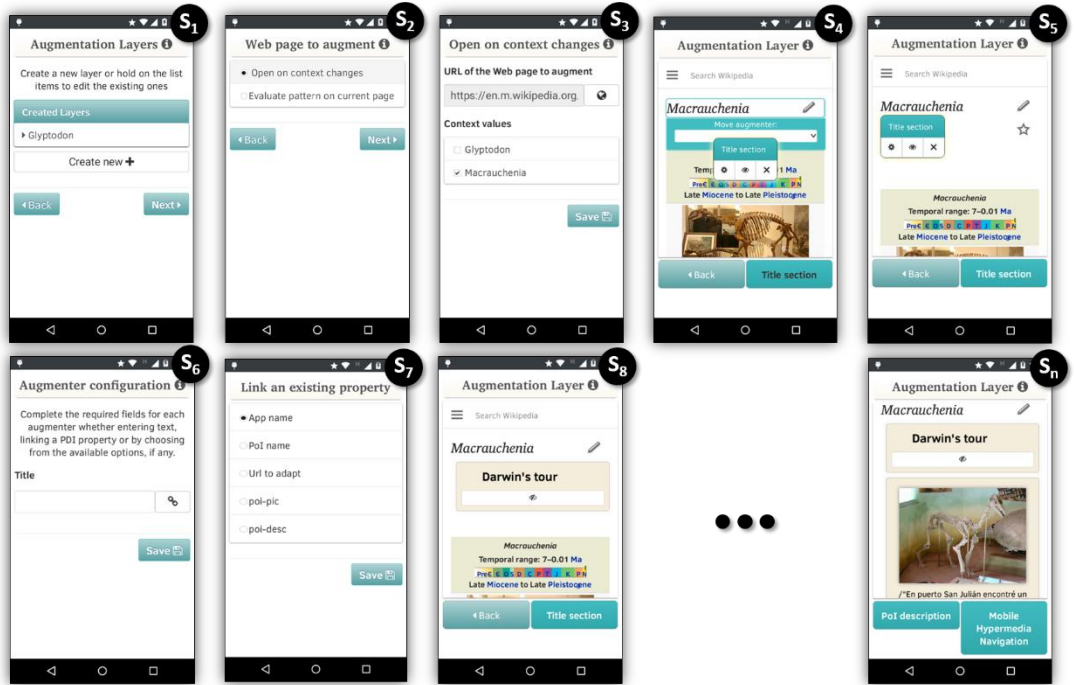 S1
Augmentation Layers
Create a new layer or hold on the list
items to edit the existing ones
Created Layers
Glyptodon
Create new +
Back
Next
S2
Web page to augment
Open on context changes
Evaluate pattern on current page
Back
Next
S3
Open on context changes
URL of the Web page to augment
https://en.m.wikipedia.org.
Context values
Glyptodon
Macrauchenia
Save
S4
Augmentation Layer
Search Wikipedia
Macrauchenia
Move augmenter:
Title section
Temp
1 Ma
PreЄ Є O S D C P T J K P N
Late Miocene to Late Pleistocene
Back
Title section
S5
Augmentation Layer
Search Wikipedia
Macrauchenia
Title section
Macrauchenia
Temporal range: 7–0.01 Ma
PreЄ Є O S D C P T J K P N
Late Miocene to Late Pleistocene
Back
Title section
S6
Augmenter configuration
Complete the required fields for each
augmenter whether entering text,
linking a PDI property or by choosing
from the available options, if any.
Title
Save
S7
Link an existing property
App name
PoI name
Url to adapt
poi-pic
poi-desc
Save
S8
Augmentation Layer
Search Wikipedia
Macrauchenia
Darwin's tour
Macrauchenia
Temporal range: 7–0.01 Ma
PreЄ Є O S D C P T J K P N
Late Miocene to Late Pleistocene
Back
Title section
Sn
Augmentation Layer
Macrauchenia
Darwin's tour
/"En puerto San Julián encontré un
PoI description
Mobile
Hypermedia
Navigation